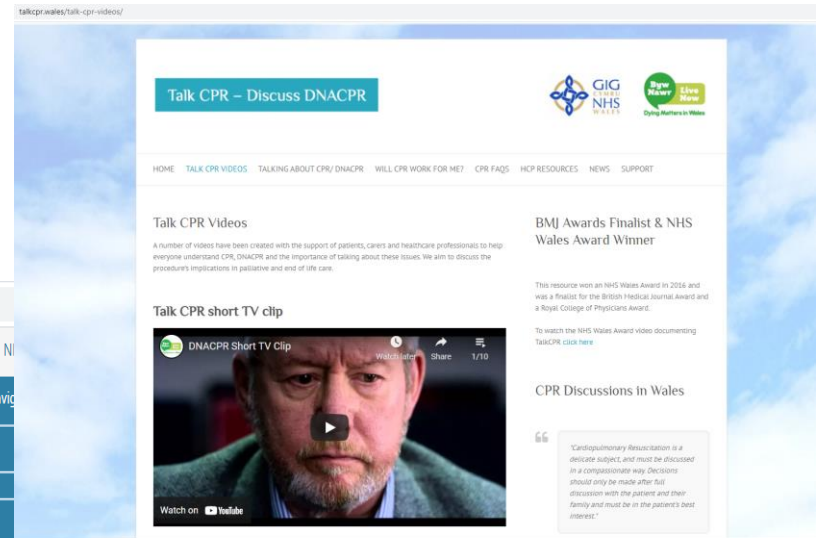 talkcpr.wales/talk-cpr-videos/
Talk CPR – Discuss DNACPR
GIG
CYMRU
NHS
WALES
Byw
Nawr
Live
Now
Dying Matters in Wales
HOME TALK CPR VIDEOS TALKING ABOUT CPR/ DNACPR WILL CPR WORK FOR ME? CPR FAQS HCP RESOURCES NEWS SUPPORT
Talk CPR Videos
A number of videos have been created with the support of patients, carers and healthcare professionals to help
everyone understand CPR, DNACPR and the importance of talking about these issues. We aim to discuss the
procedure's implications in palliative and end of life care.
Talk CPR short TV clip
DNACPR Short TV Clip
Watch later
Share
1/10
Watch on YouTube
BMJ Awards Finalist & NHS
Wales Award Winner
This resource won an NHS Wales Award in 2016 and
was a finalist for the British Medical Journal Award and
a Royal College of Physicians Award.
To watch the NHS Wales Award video documenting
TalkCPR click here
CPR Discussions in Wales
"Cardiopulmonary Resuscitation is a
delicate subject, and must be discussed
in a compassionate way. Decisions
should only be made after full
discussion with the patient and their
family and must be in the patient's best
interest."